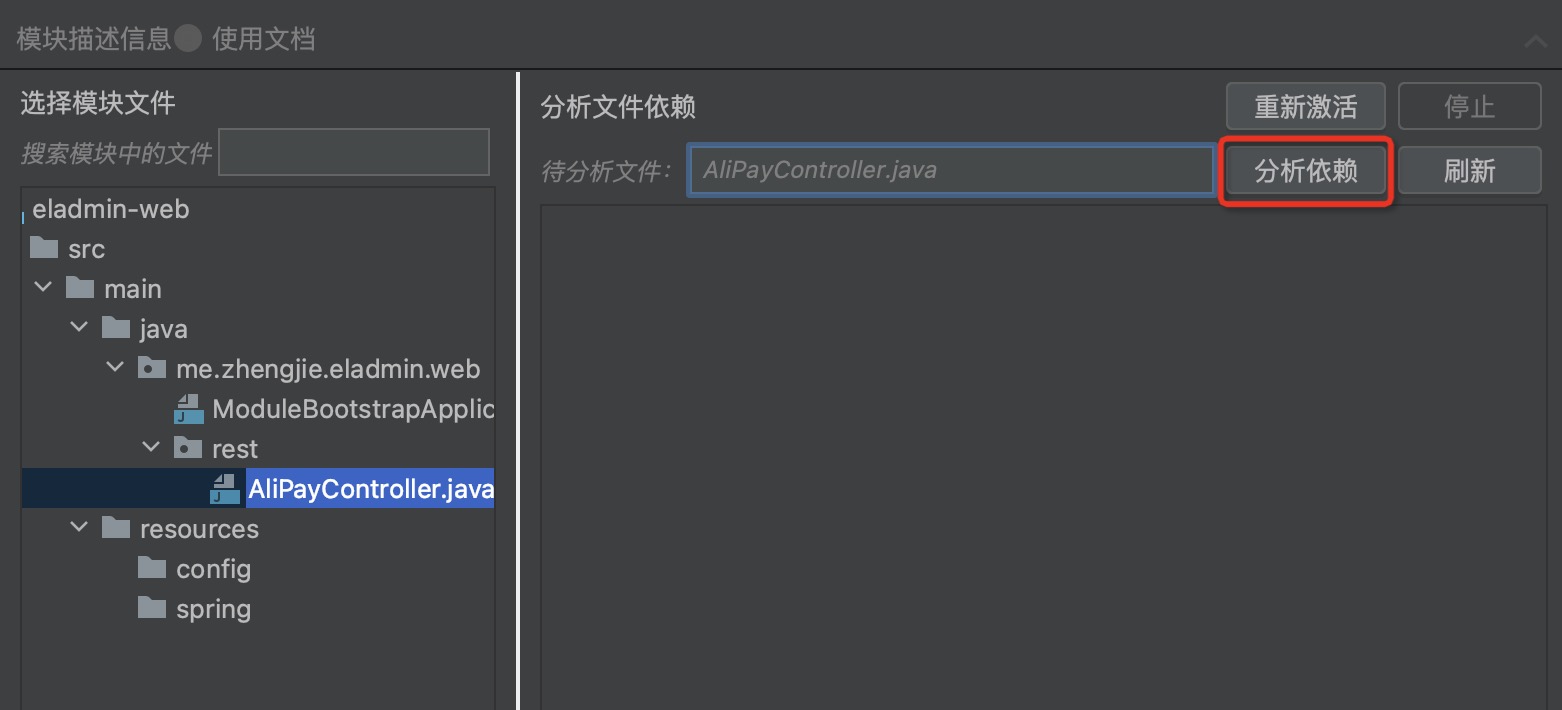 模块描述信息 使用文档
选择模块文件
搜索模块中的文件
eladmin-web
src
main
java
me.zhengjie.eladmin.web
ModuleBootstrapApplic
rest
AliPayController.java
resources
config
spring
分析文件依赖
重新激活
停止
待分析文件：
AliPayController.java
分析依赖
刷新